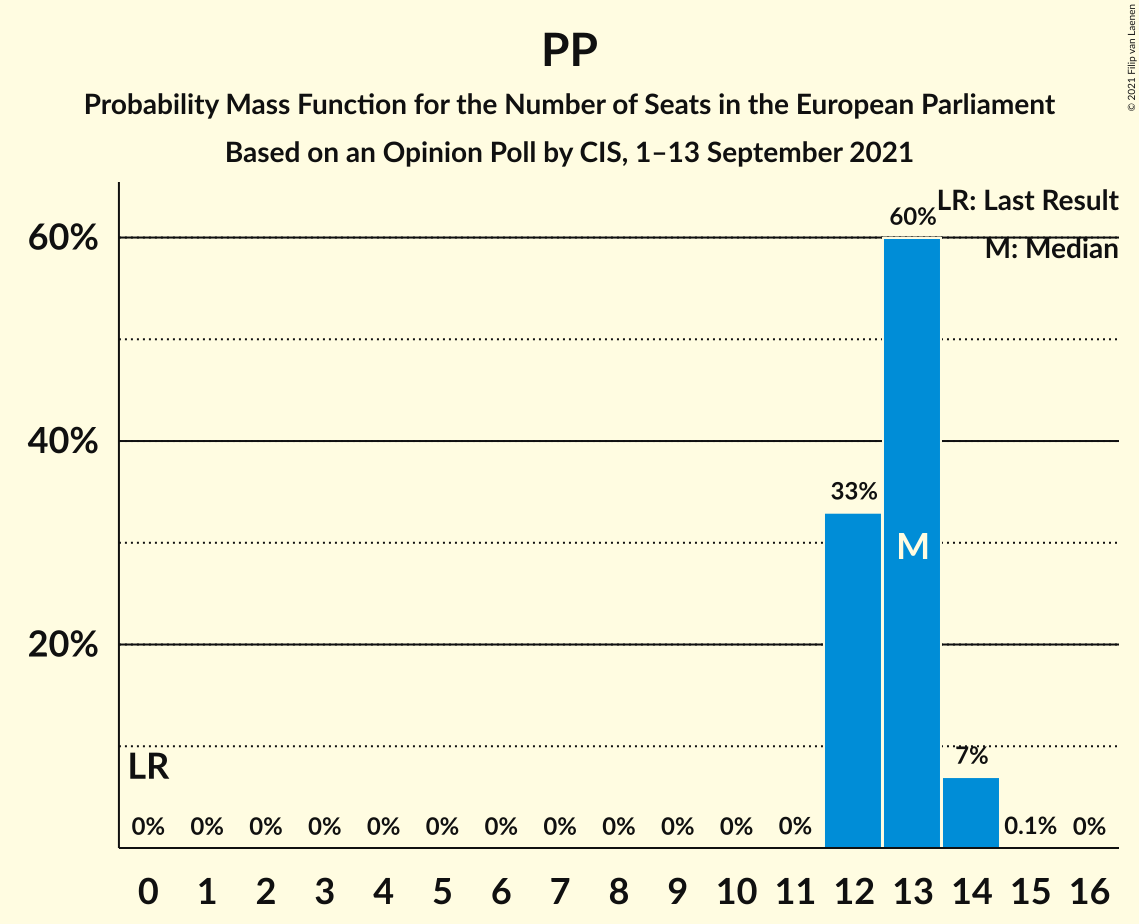 PP
Probability Mass Function for the Number of Seats in the European Parliament
Based on an Opinion Poll by CIS, 1–13 September 2021
© 2021 Filip van Laenen
LR: Last Result
M: Median
60%
40%
20%
60%
33%
M
7%
LR
0% 0% 0% 0% 0% 0% 0% 0% 0% 0% 0% 0% 0.1% 0%
0 1 2 3 4 5 6 7 8 9 10 11 12 13 14 15 16